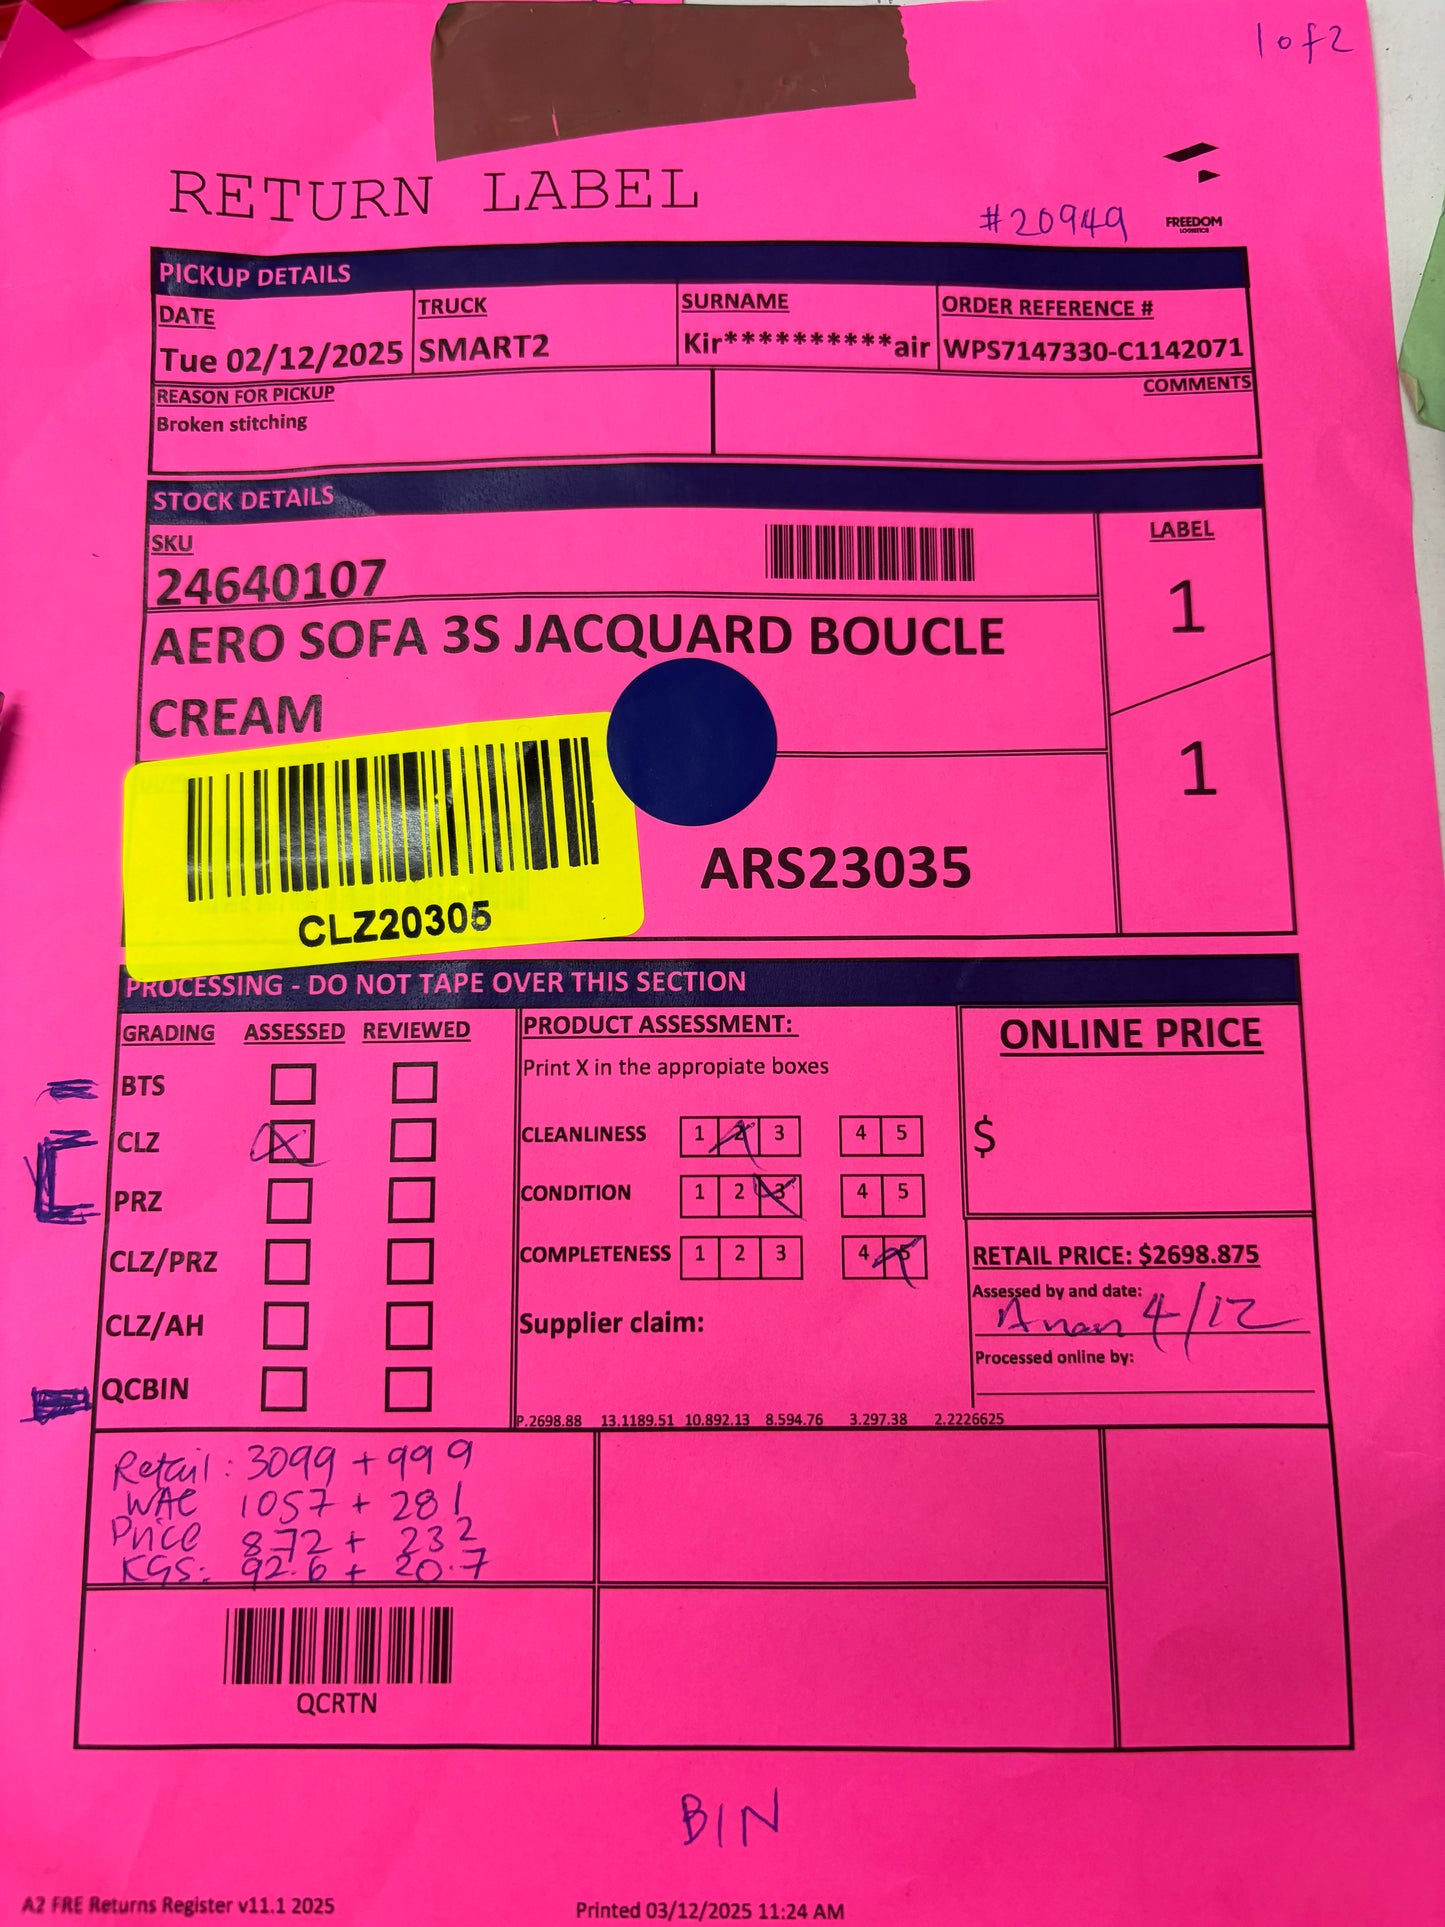 1 of 2
RETURN LABEL
#20949
FREEDOM
LOGISTICS
PICKUP DETAILS
DATE TRUCK SURNAME ORDER REFERENCE #
Tue 02/12/2025 SMART2 Kir**********air WPS7147330-C1142071
REASON FOR PICKUP COMMENTS
Broken stitching
STOCK DETAILS
SKU LABEL
24640107 1
AERO SOFA 3S JACQUARD BOUCLE
CREAM
1
ARS23035
CLZ20305
PROCESSING - DO NOT TAPE OVER THIS SECTION
GRADING ASSESSED REVIEWED PRODUCT ASSESSMENT: ONLINE PRICE
Print X in the appropiate boxes
BTS
CLZ X CLEANLINESS 1 2 3 4 5 $
PRZ CONDITION 1 2 3 4 5
CLZ/PRZ COMPLETENESS 1 2 3 4 5 RETAIL PRICE: $2698.875
Assessed by and date:
CLZ/AH Supplier claim: 4/12
Processed online by:
QCBIN
P.2698.88 13.1189.51 10.892.13 8.594.76 3.297.38 2.2226625
Retail: 3099 + 999
WAC 1057 + 281
Price 872 + 232
KGS: 92.6 + 20.7
QCRTN
BIN
A2 FRE Returns Register v11.1 2025 Printed 03/12/2025 11:24 AM